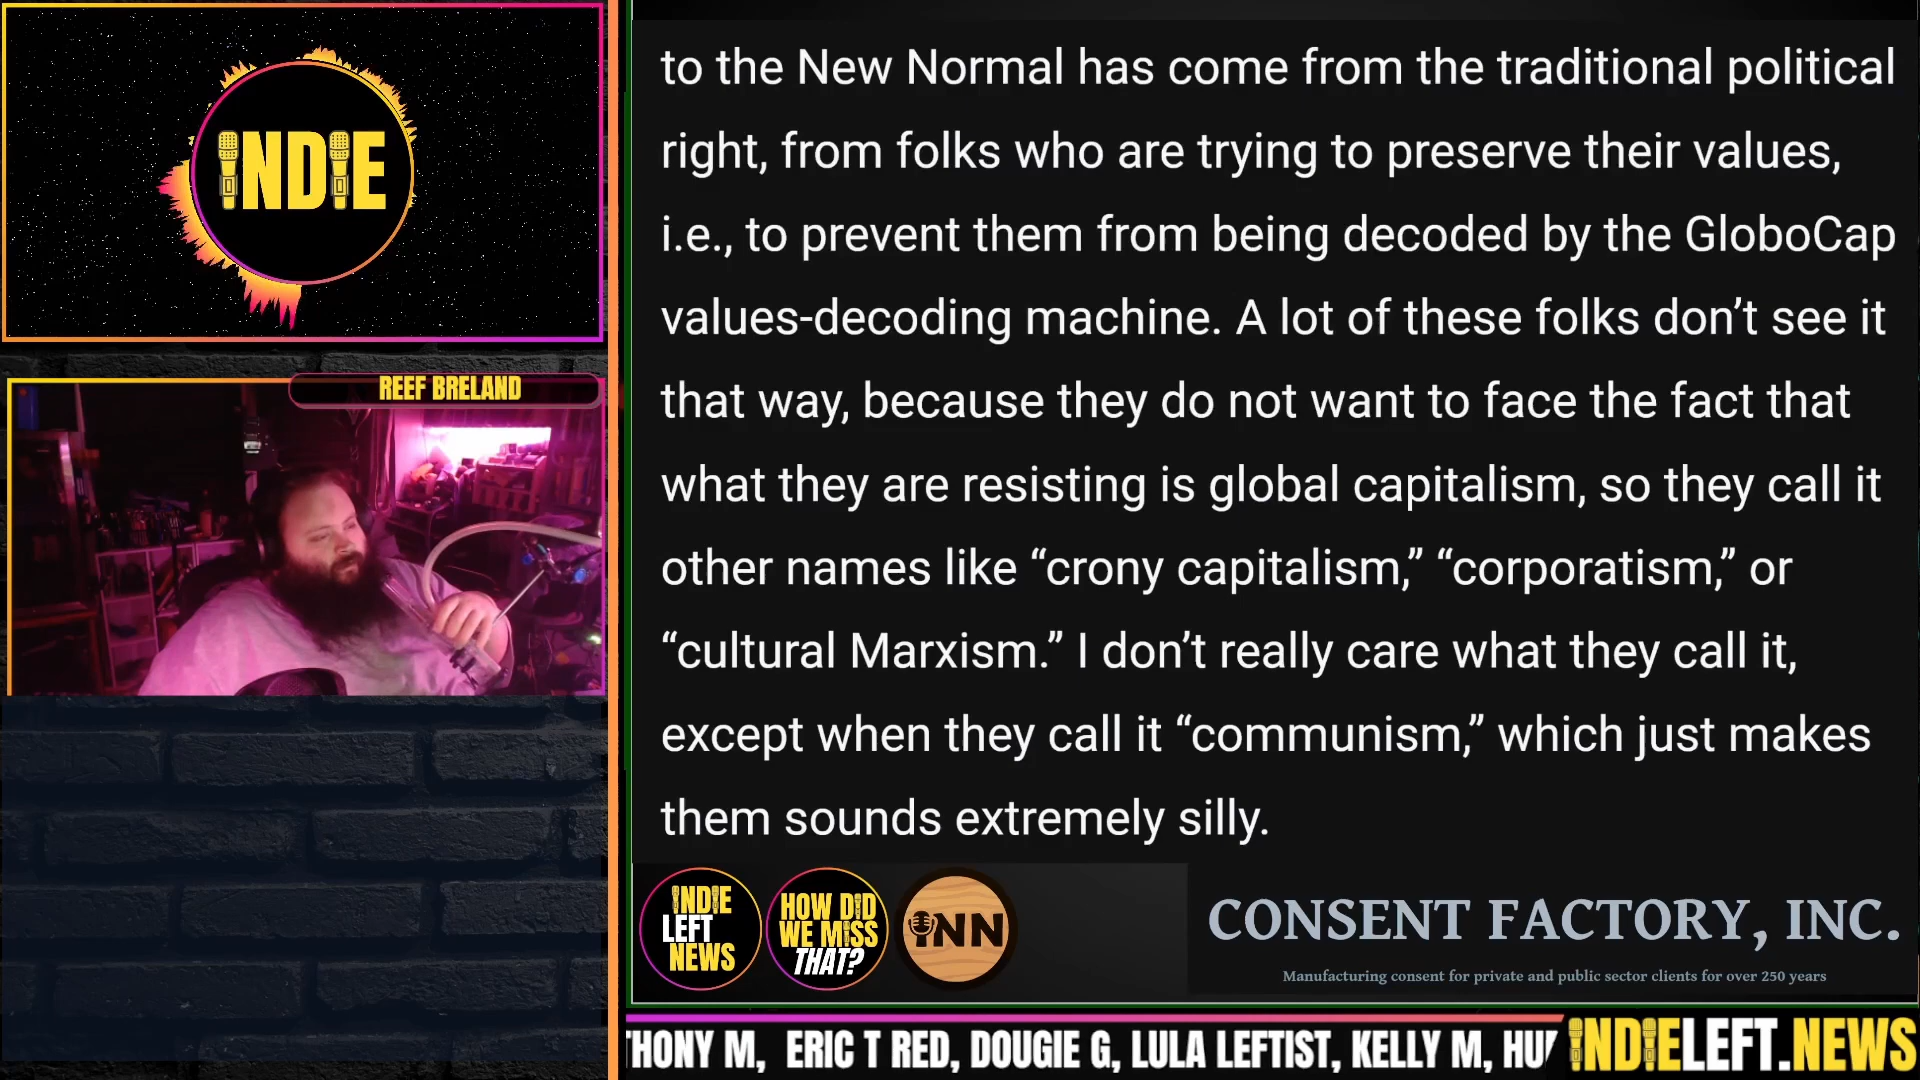 INDIE
REEF BRELAND
to the New Normal has come from the traditional political
right, from folks who are trying to preserve their values,
i.e., to prevent them from being decoded by the GloboCap
values-decoding machine. A lot of these folks don’t see it
that way, because they do not want to face the fact that
what they are resisting is global capitalism, so they call it
other names like “crony capitalism,” “corporatism,” or
“cultural Marxism.” I don’t really care what they call it,
except when they call it “communism,” which just makes
them sounds extremely silly.
INDIE
LEFT
NEWS
HOW DID
WE MISS
THAT?
INN
CONSENT FACTORY, INC.
Manufacturing consent for private and public sector clients for over 250 years
THONY M, ERIC T RED, DOUGIE G, LULA LEFTIST, KELLY M,
INDIELEFT.NEWS